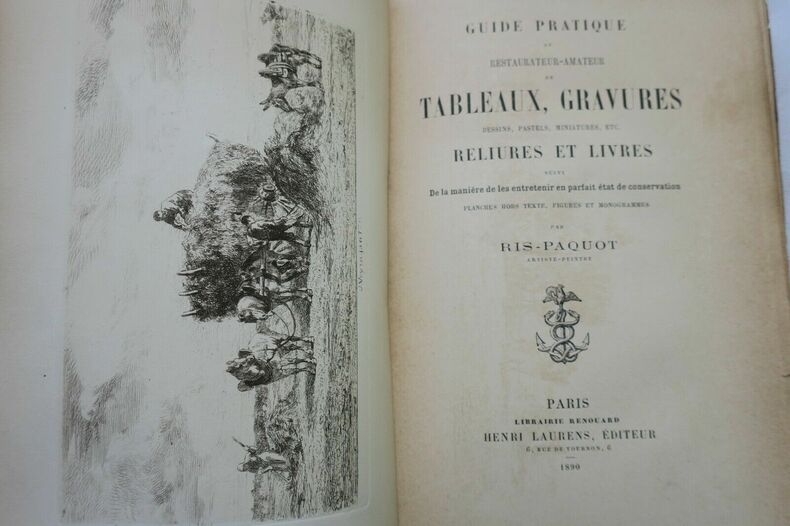 GUIDE PRATIQUE
RESTAURATEUR-AMATEUR
DE
TABLEAUX, GRAVURES
DESSINS, PASTELS, MINIATURES, ETC.
RELIURES ET LIVRES
SUIVI
De la manière de les entretenir en parfait état de conservation
PLANCHES HORS TEXTE, FIGURES ET MONOGRAMMES
PAR
RIS-PAQUOT
ARTISTE-PEINTRE
PARIS
LIBRAIRIE RENOUARD
HENRI LAURENS, ÉDITEUR
6, RUE DE TOURNON, 6
1890